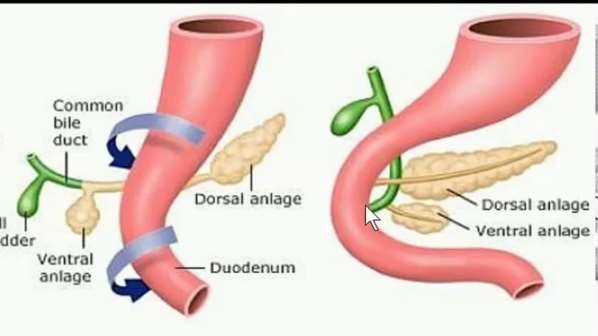 Common
bile
duct
Dorsal anlage
dder
Ventral
anlage
Duodenum
Dorsal anlage
Ventral anlage